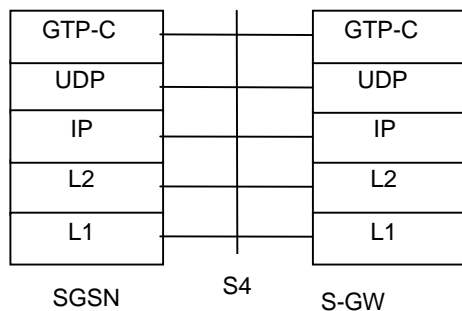 GTP-C GTP-C
UDP UDP
IP IP
L2 L2
L1 L1
SGSN S4 S-GW